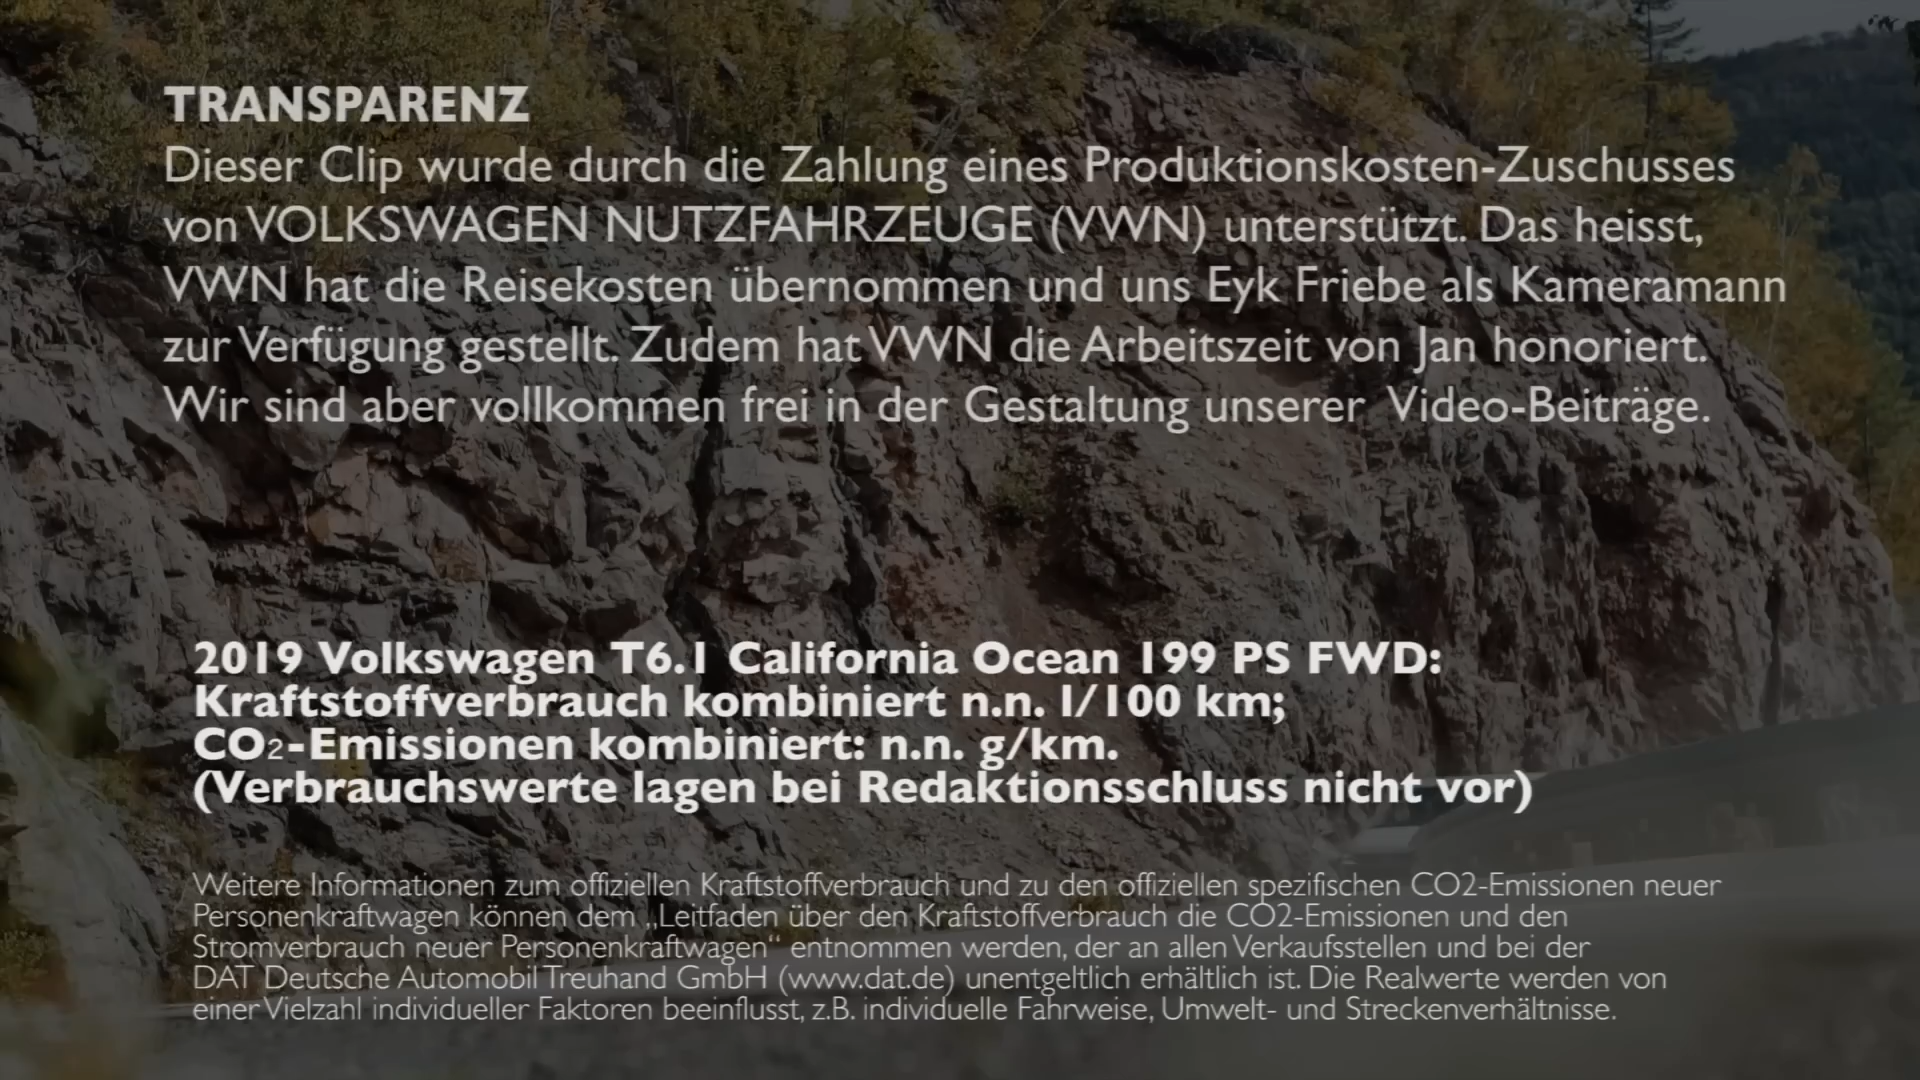 TRANSPARENZ
Dieser Clip wurde durch die Zahlung eines Produktionskosten-Zuschusses
von VOLKSWAGEN NUTZFAHRZEUGE (VWN) unterstützt. Das heisst,
VWN hat die Reisekosten übernommen und uns Eyk Friebe als Kameramann
zur Verfügung gestellt. Zudem hat VWN die Arbeitszeit von Jan honoriert.
Wir sind aber vollkommen frei in der Gestaltung unserer Video-Beiträge.
2019 Volkswagen T6.1 California Ocean 199 PS FWD:
Kraftstoffverbrauch kombiniert n.n. l/100 km;
CO₂-Emissionen kombiniert: n.n. g/km.
(Verbrauchswerte lagen bei Redaktionsschluss nicht vor)
Weitere Informationen zum offiziellen Kraftstoffverbrauch und zu den offiziellen spezifischen CO2-Emissionen neuer
Personenkraftwagen können dem „Leitfaden über den Kraftstoffverbrauch die CO2-Emissionen und den
Stromverbrauch neuer Personenkraftwagen“ entnommen werden, der an allen Verkaufsstellen und bei der
DAT Deutsche Automobil Treuhand GmbH (www.dat.de) unentgeltlich erhältlich ist. Die Realwerte werden von
einer Vielzahl individueller Faktoren beeinflusst, z.B. individuelle Fahrweise, Umwelt- und Streckenverhältnisse.